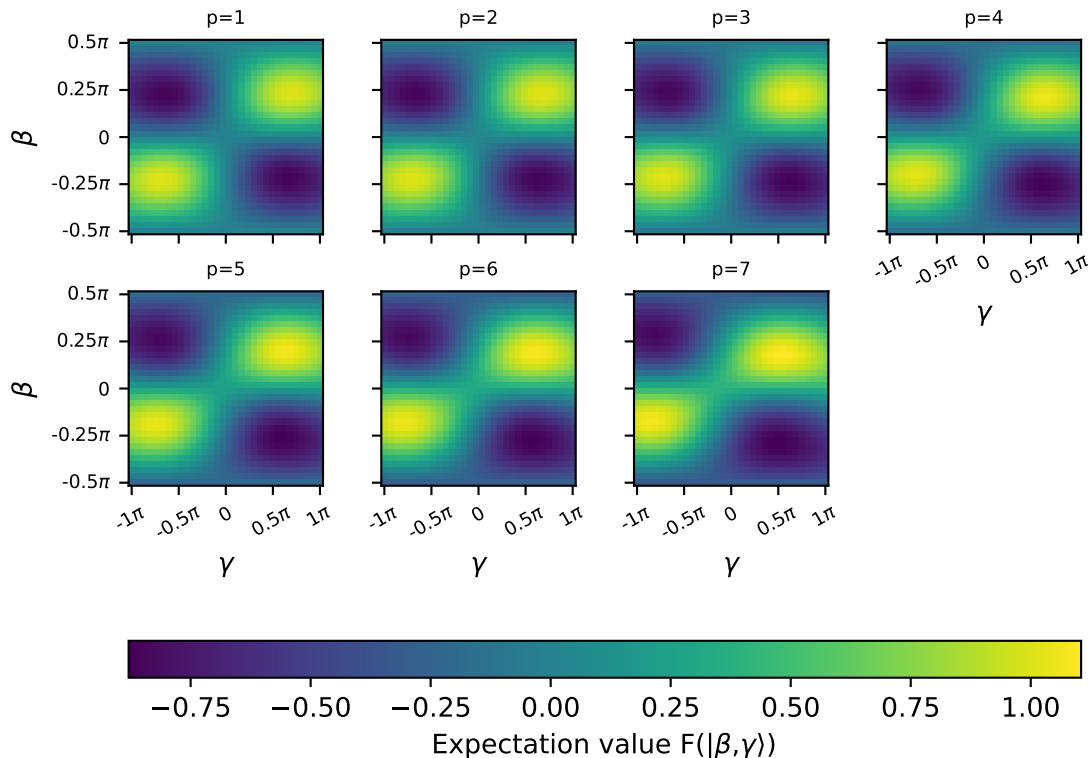 p=1 p=2 p=3 p=4
0.5π
0.25π
0
-0.25π
-0.5π
β
-1π -0.5π 0 0.5π 1π
γ
p=5 p=6 p=7
0.5π
0.25π
0
-0.25π
-0.5π
β
-1π -0.5π 0 0.5π 1π -1π -0.5π 0 0.5π 1π -1π -0.5π 0 0.5π 1π
γ γ γ
−0.75 −0.50 −0.25 0.00 0.25 0.50 0.75 1.00
Expectation value F(|β,γ⟩)